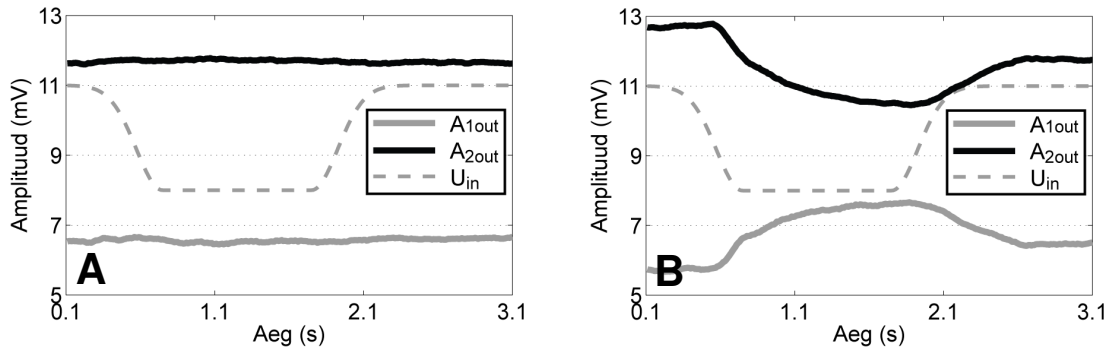 13
11
9
7
5
Amplituud (mV)
A1out
A2out
Uin
A
0.1 1.1 2.1 3.1
Aeg (s)
13
11
9
7
5
Amplituud (mV)
A1out
A2out
Uin
B
0.1 1.1 2.1 3.1
Aeg (s)